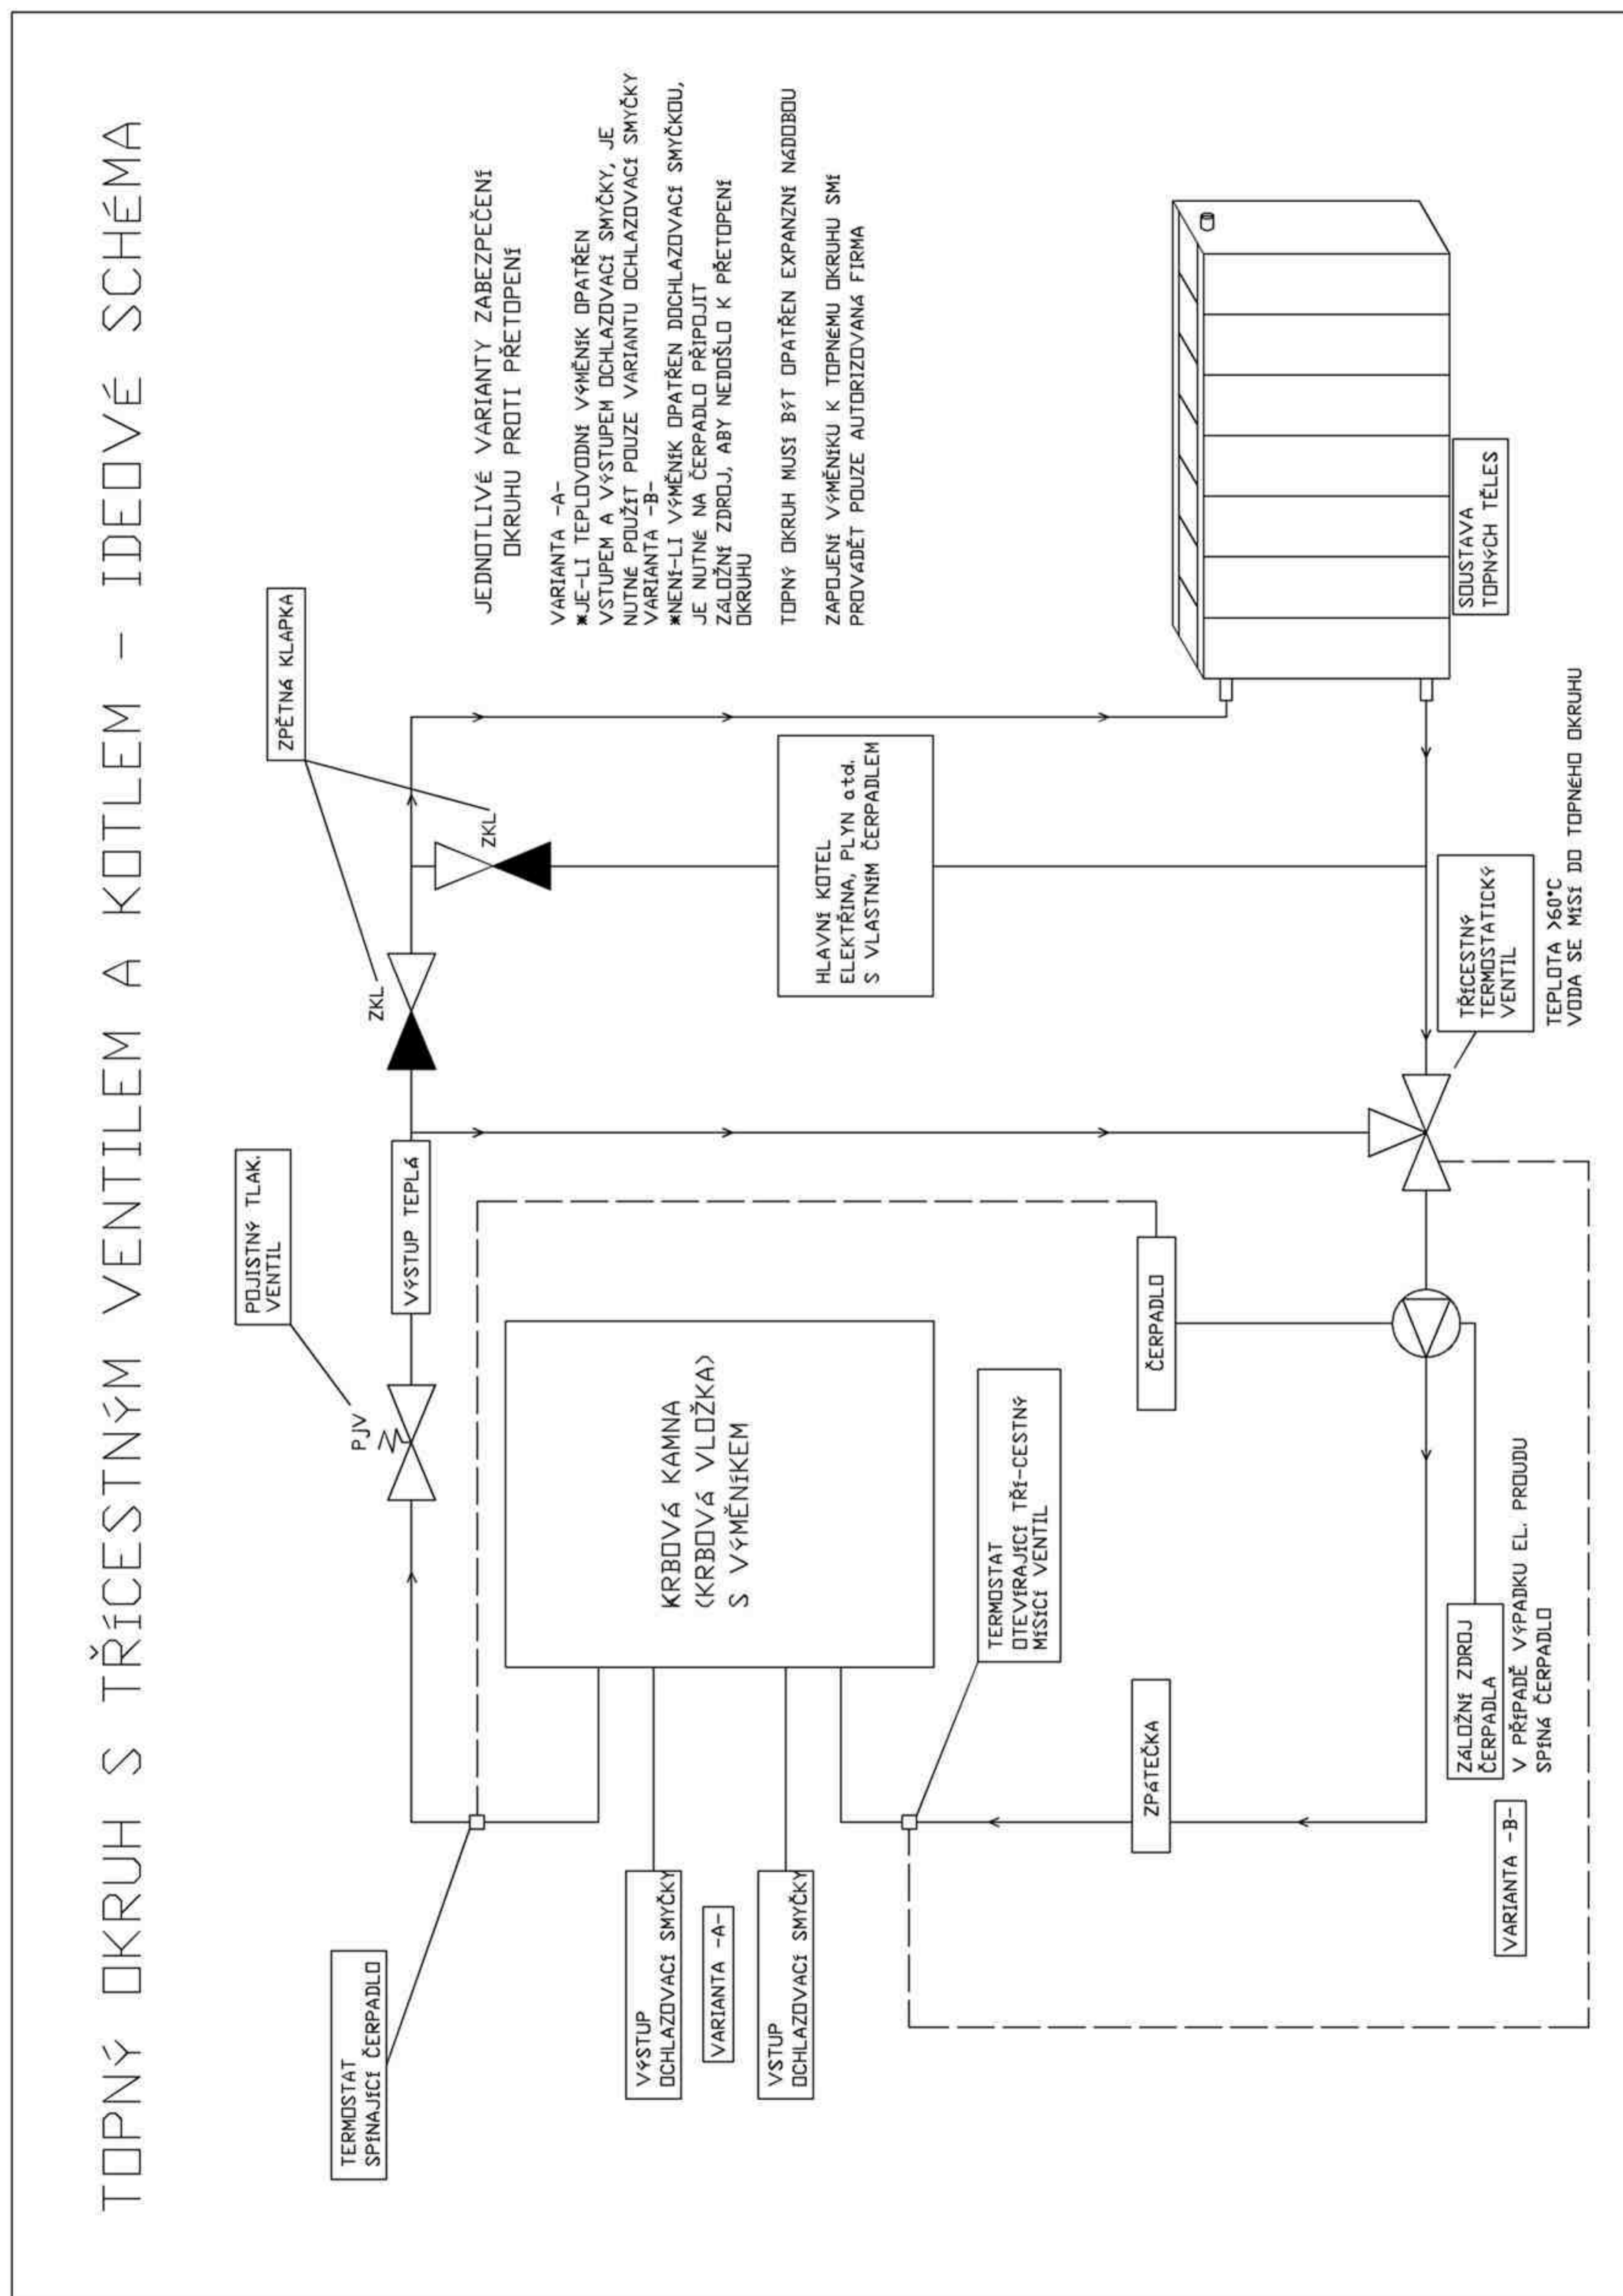 TOPNÝ OKRUH S TŘÍCESTNÝM VENTILEM A KOTLEM - IDEOVÉ SCHÉMA
TERMOSTAT
SPÍNAJÍCÍ ČERPADLO
POJISTNÝ TLAK.
VENTIL
PJV
VÝSTUP TEPLÁ
ZPĚTNÁ KLAPKA
ZKL
ZKL
JEDNOTLIVÉ VARIANTY ZABEZPEČENÍ
OKRUHU PROTI PŘETOPENÍ
VARIANTA -A-
*JE-LI TEPLOVODNÍ VÝMĚNÍK OPATŘEN
VSTUPEM A VÝSTUPEM OCHLAZOVACÍ SMYČKY, JE
NUTNÉ POUŽÍT POUZE VARIANTU OCHLAZOVACÍ SMYČKY
VARIANTA -B-
*NENÍ-LI VÝMĚNÍK OPATŘEN DOCHLAZOVACÍ SMYČKOU,
JE NUTNÉ NA ČERPADLO PŘIPOJIT
ZÁLOŽNÍ ZDROJ, ABY NEDOŠLO K PŘETOPENÍ
OKRUHU
TOPNÝ OKRUH MUSÍ BÝT OPATŘEN EXPANZNÍ NÁDOBOU
ZAPOJENÍ VÝMĚNÍKU K TOPNÉMU OKRUHU SMÍ
PROVÁDĚT POUZE AUTORIZOVANÁ FIRMA
VÝSTUP
OCHLAZOVACÍ SMYČKY
VARIANTA -A-
VSTUP
OCHLAZOVACÍ SMYČKY
KRBOVÁ KAMNA
(KRBOVÁ VLOŽKA)
S VÝMĚNÍKEM
HLAVNÍ KOTEL
ELEKTŘINA, PLYN atd.
S VLASTNÍM ČERPADLEM
TERMOSTAT
OTEVÍRAJÍCÍ TŘÍ-CESTNÝ
MÍSÍCÍ VENTIL
ZPÁTEČKA
ČERPADLO
ZÁLOŽNÍ ZDROJ
ČERPADLA
V PŘÍPADĚ VÝPADKU EL. PROUDU
SPÍNÁ ČERPADLO
VARIANTA -B-
TŘÍCESTNÝ
TERMOSTATICKÝ
VENTIL
TEPLOTA >60°C
VODA SE MÍSÍ DO TOPNÉHO OKRUHU
SOUSTAVA
TOPNÝCH TĚLES